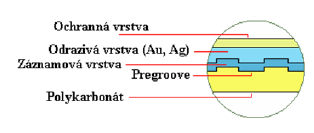 Ochranná vrstva
Odrazivá vrstva (Au, Ag)
Záznamová vrstva
Pregroove
Polykarbonát